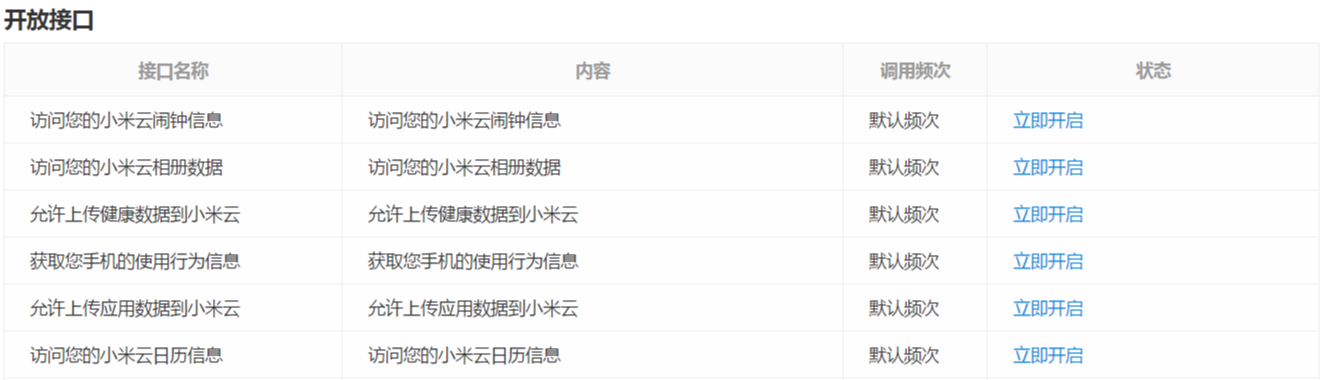 开放接口
接口名称 内容 调用频次 状态
访问您的小米云闹钟信息 访问您的小米云闹钟信息 默认频次 立即开启
访问您的小米云相册数据 访问您的小米云相册数据 默认频次 立即开启
允许上传健康数据到小米云 允许上传健康数据到小米云 默认频次 立即开启
获取您手机的使用行为信息 获取您手机的使用行为信息 默认频次 立即开启
允许上传应用数据到小米云 允许上传应用数据到小米云 默认频次 立即开启
访问您的小米云日历信息 访问您的小米云日历信息 默认频次 立即开启